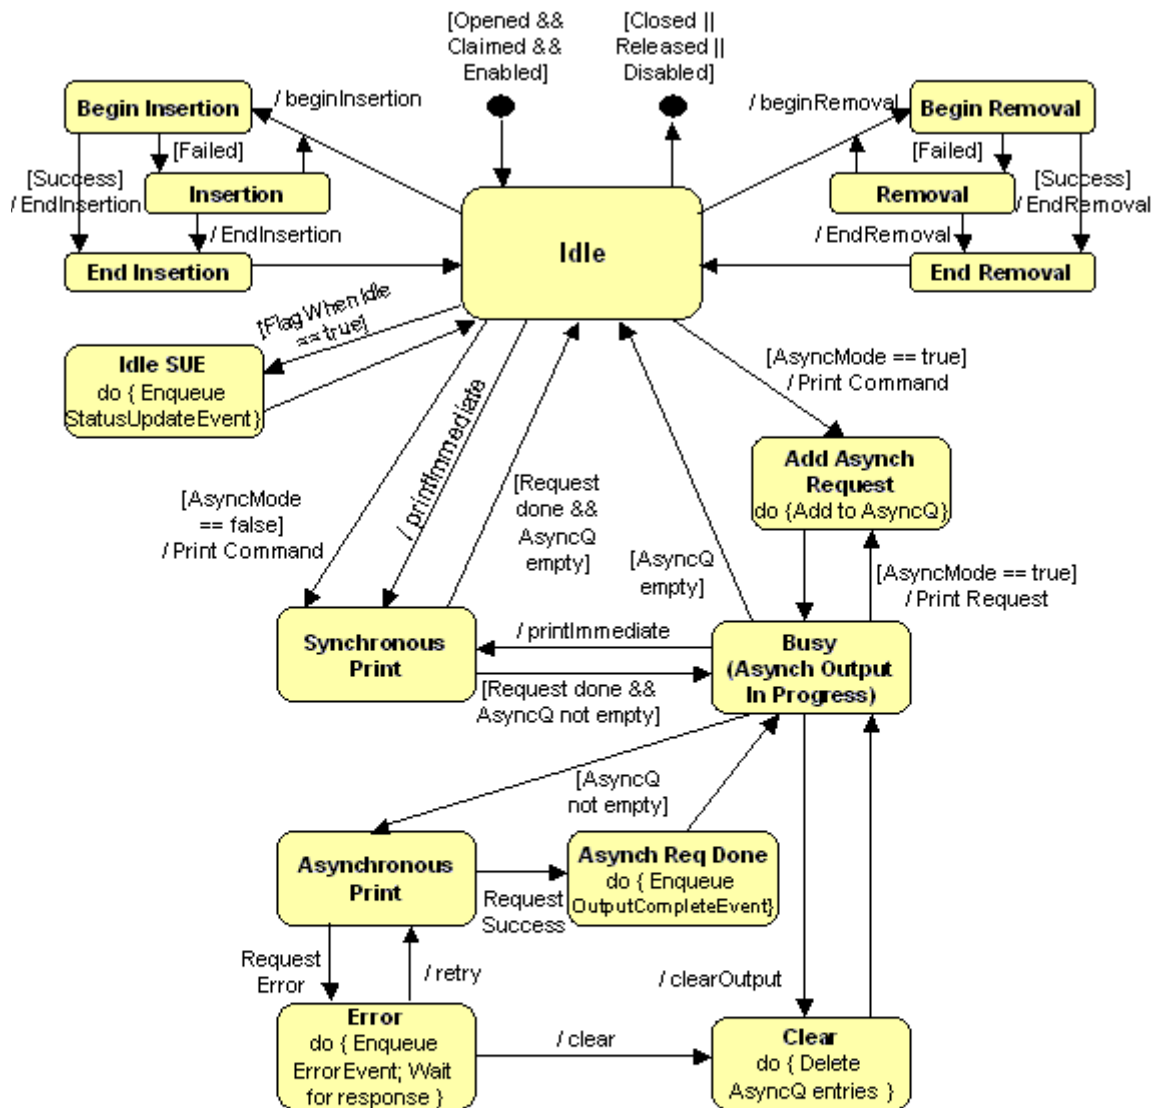 [Opened &&
Claimed &&
Enabled]
[Closed ||
Released ||
Disabled]
Begin Insertion
/ beginInsertion
/ beginRemoval
Begin Removal
[Failed]
[Failed]
[Success]
/ EndInsertion
Insertion
Removal
[Success]
/ EndRemoval
/ EndInsertion
Idle
/ EndRemoval
End Insertion
End Removal
[FlagWhenIdle
== true]
Idle SUE
do { Enqueue
StatusUpdateEvent}
[AsyncMode == true]
/ Print Command
/ printImmediate
Add Asynch
Request
do {Add to AsyncQ}
[AsyncMode
== false]
/ Print Command
[Request
done &&
AsyncQ
empty]
[AsyncQ
empty]
[AsyncMode == true]
/ Print Request
Synchronous
Print
/ printImmediate
Busy
(Asynch Output
In Progress)
[Request done &&
AsyncQ not empty]
[AsyncQ
not empty]
Asynchronous
Print
Request
Success
Asynch Req Done
do { Enqueue
OutputCompleteEvent}
Request
Error
/ retry
/ clearOutput
Error
do { Enqueue
ErrorEvent; Wait
for response }
/ clear
Clear
do { Delete
AsyncQ entries }